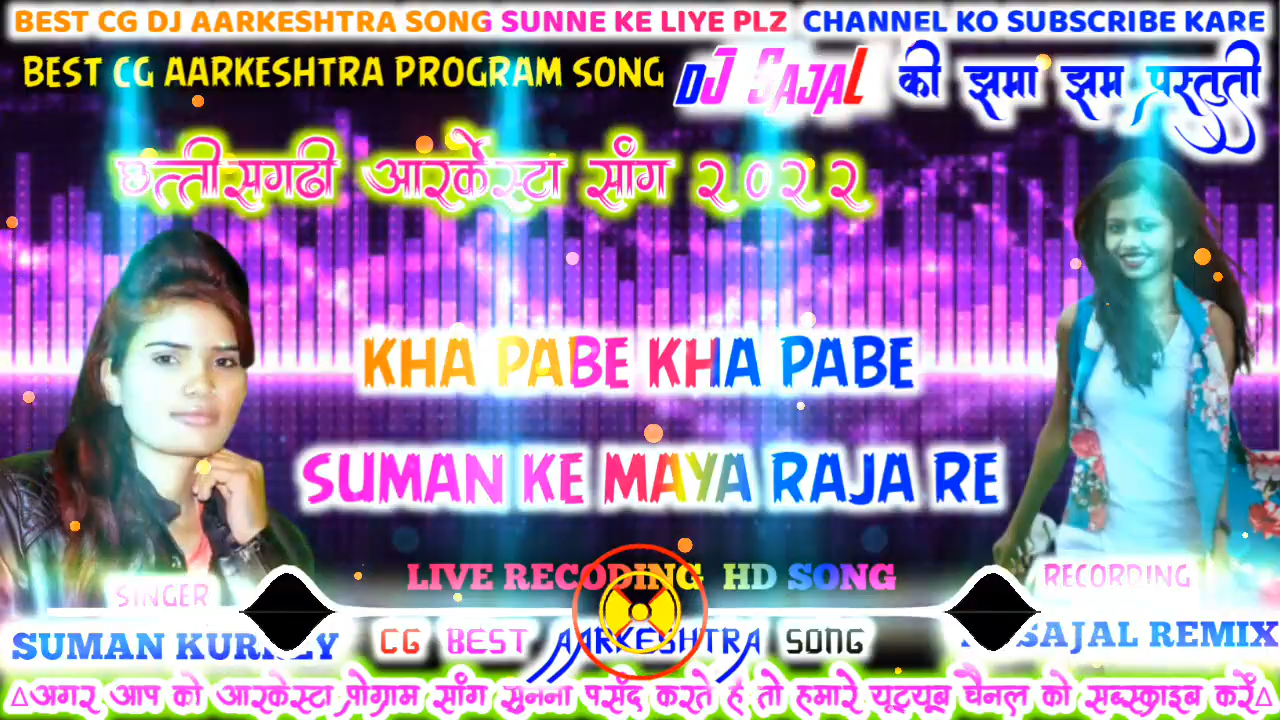 BEST CG DJ AARKESHTRA SONG SUNNE KE LIYE PLZ CHANNEL KO SUBSCRIBE KARE
BEST CG AARKESHTRA PROGRAM SONG DJ SAJAL की झमा झम प्रस्तुती
छत्तीसगढी आरकेस्टा सॉंग २०२२
KHA PABE KHA PABE
SUMAN KE MAYA RAJA RE
LIVE RECODING HD SONG
SINGER
RECORDING
SUMAN
CG BEST AARKESHTRA SONG
SAJAL REMIX
अगर आप को आरकेस्टा प्रोग्राम सॉंग सुनना पसंद करते हैं तो हमारे यूट्यूब चैनल को सब्स्क्राइब करें